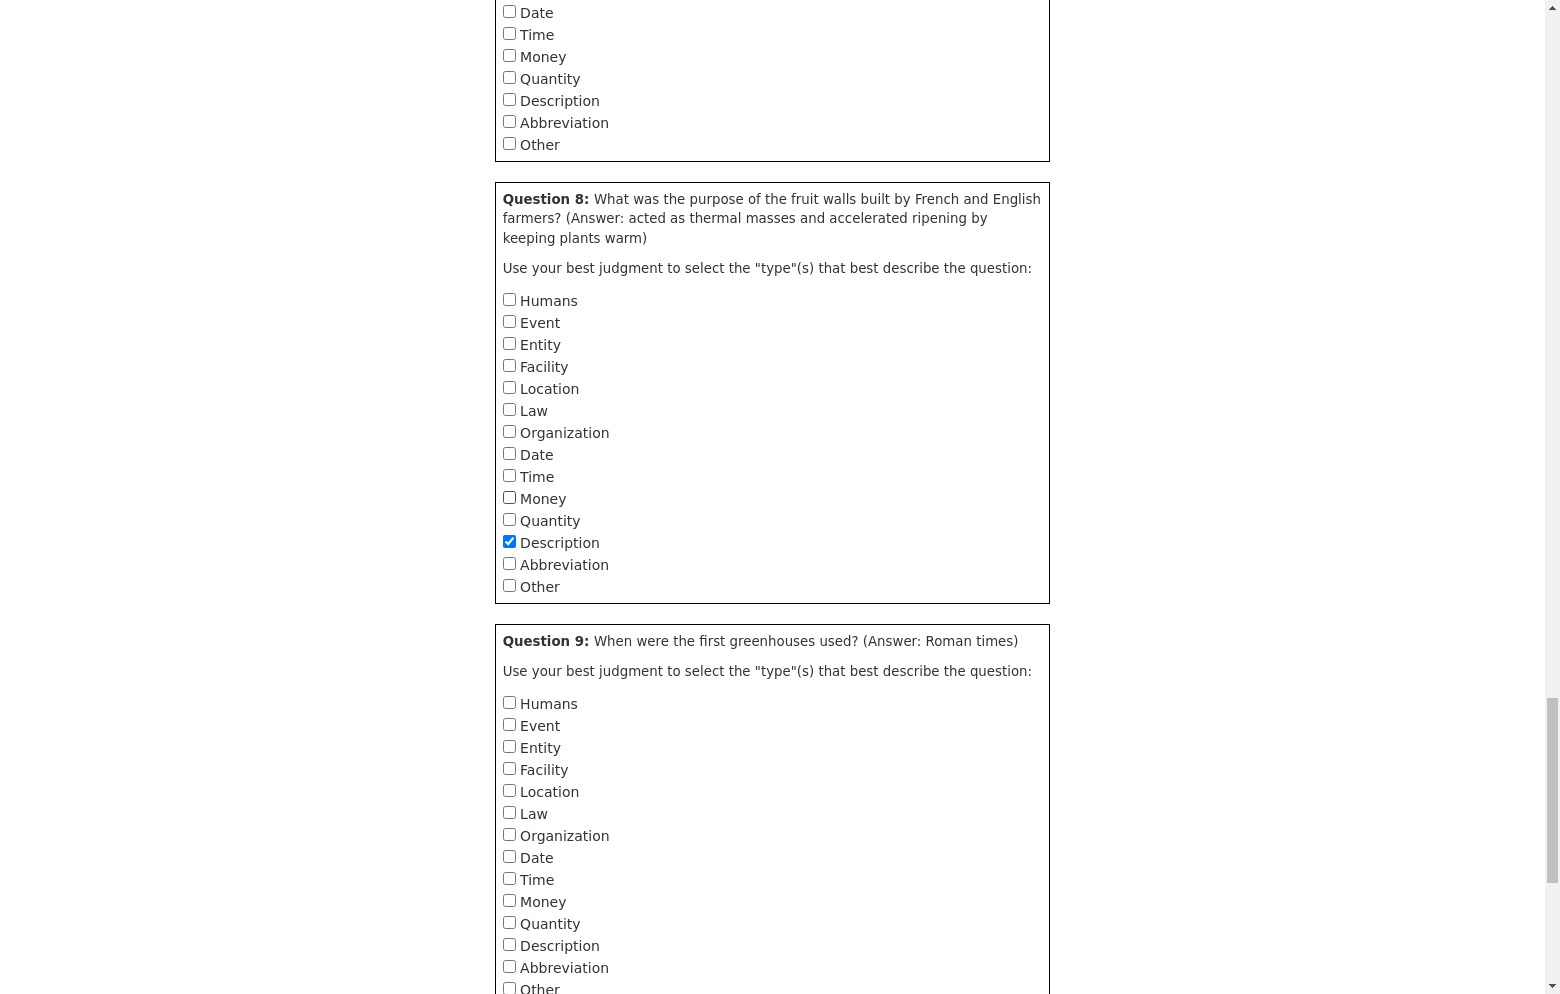 Date
Time
Money
Quantity
Description
Abbreviation
Other
Question 8: What was the purpose of the fruit walls built by French and English
farmers? (Answer: acted as thermal masses and accelerated ripening by
keeping plants warm)
Use your best judgment to select the "type"(s) that best describe the question:
Humans
Event
Entity
Facility
Location
Law
Organization
Date
Time
Money
Quantity
Description
Abbreviation
Other
Question 9: When were the first greenhouses used? (Answer: Roman times)
Use your best judgment to select the "type"(s) that best describe the question:
Humans
Event
Entity
Facility
Location
Law
Organization
Date
Time
Money
Quantity
Description
Abbreviation
Other